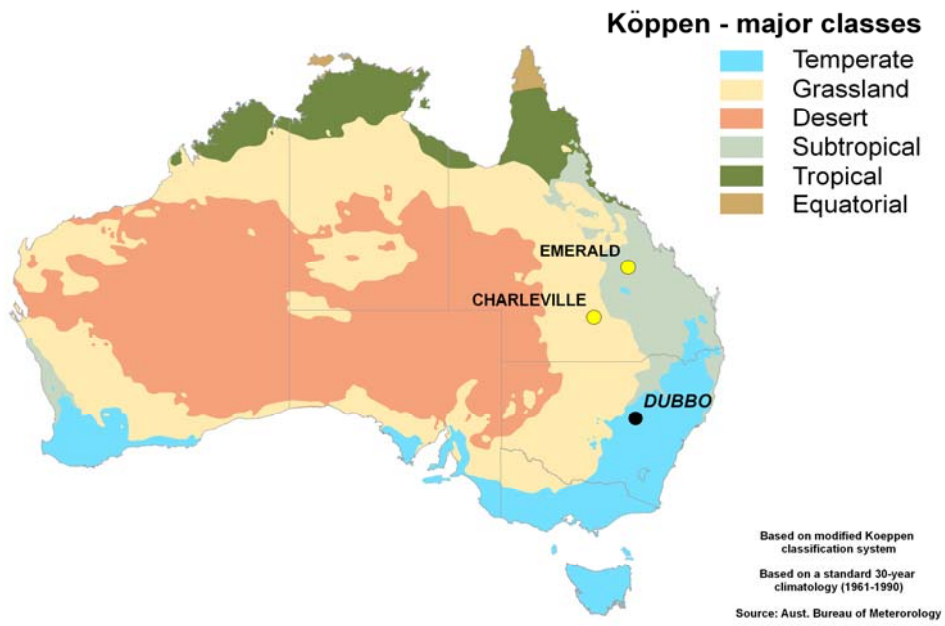 Köppen - major classes
Temperate
Grassland
Desert
Subtropical
Tropical
Equatorial
EMERALD
CHARLEVILLE
DUBBO
Based on modified Koeppen
classification system
Based on a standard 30-year
climatology (1961-1990)
Source: Aust. Bureau of Meterorology